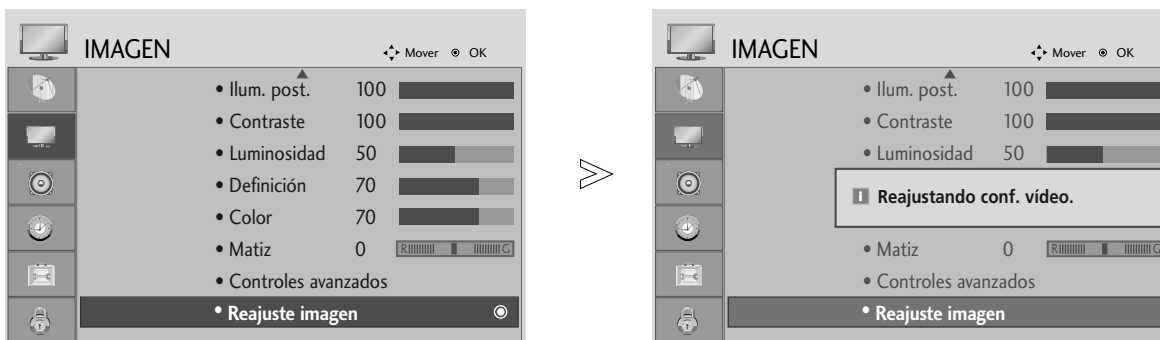 IMAGEN Mover OK
• Ilum. post. 100
• Contraste 100
• Luminosidad 50
• Definición 70
• Color 70
• Matiz 0 R G
• Controles avanzados
• Reajuste imagen
IMAGEN Mover OK
• Ilum. post. 100
• Contraste 100
• Luminosidad 50
i Reajustando conf. vídeo.
• Matiz 0 R G
• Controles avanzados
• Reajuste imagen